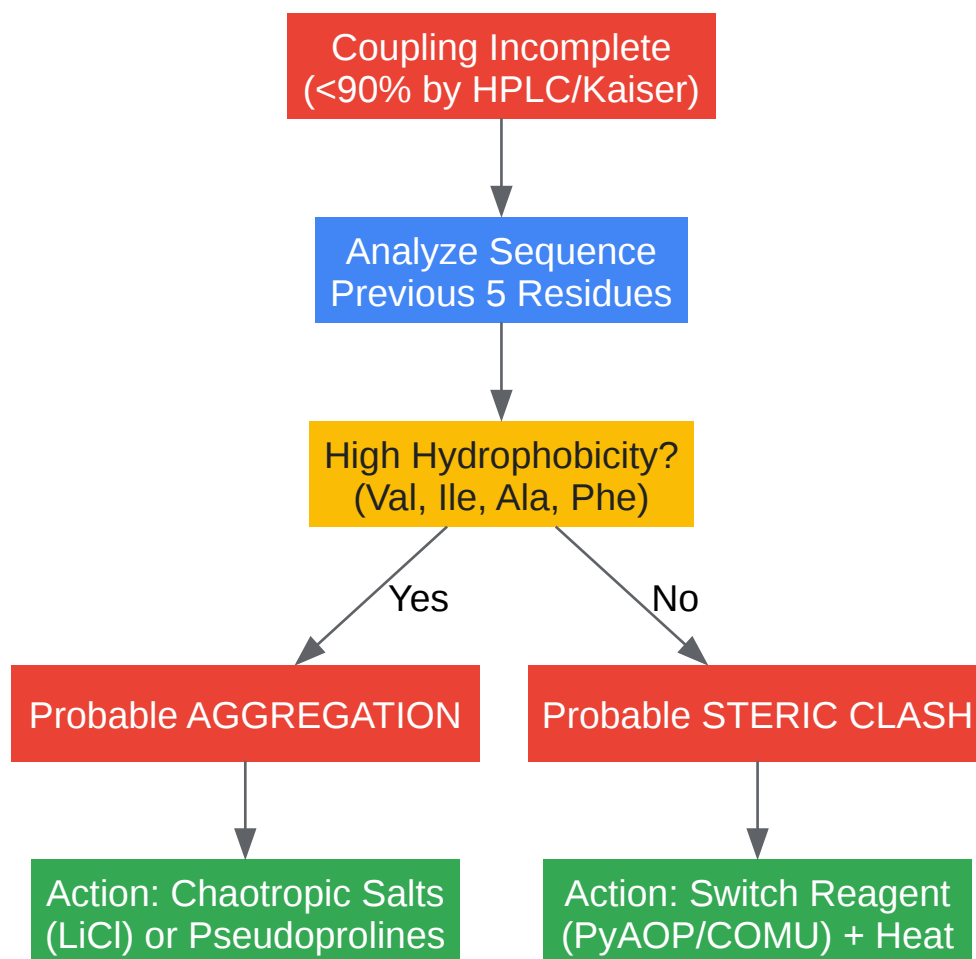 Coupling Incomplete
(<90% by HPLC/Kaiser)
Analyze Sequence
Previous 5 Residues
High Hydrophobicity?
(Val, Ile, Ala, Phe)
Yes
No
Probable AGGREGATION
Probable STERIC CLASH
Action: Chaotropic Salts
(LiCl) or Pseudoprolines
Action: Switch Reagent
(PyAOP/COMU) + Heat